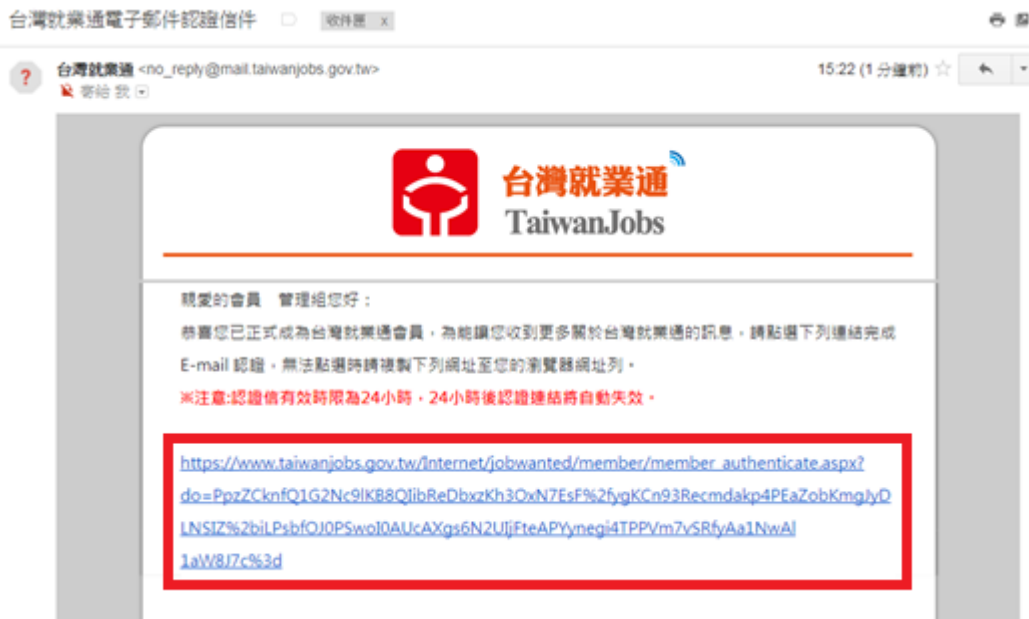 台灣就業通電子郵件認證信件 收件匣 x
台灣就業通 <no_reply@mail.taiwanjobs.gov.tw> 15:22 (1 分鐘前)
寄給 我
台灣就業通
TaiwanJobs
親愛的會員 管理組您好：
恭喜您已正式成為台灣就業通會員，為能讓您收到更多關於台灣就業通的訊息，請點選下列連結完成
E-mail 認證，無法點選時請複製下列網址至您的瀏覽器網址列。
※注意:認證信有效時限為24小時，24小時後認證連結將自動失效。
https://www.taiwanjobs.gov.tw/Internet/jobwanted/member/member_authenticate.aspx?
do=PpzZCknfQ1G2Nc9lKB8QIibReDbxzKh3OxN7EsF%2fygKCn93Recmdakp4PEaZobKmgJyD
LNSIZ%2biLPsbfOJ0PSwoI0AUcAXgs6N2UIjFteAPYynegi4TPPVm7vSRfyAa1NwAl
1aW8J7c%3d